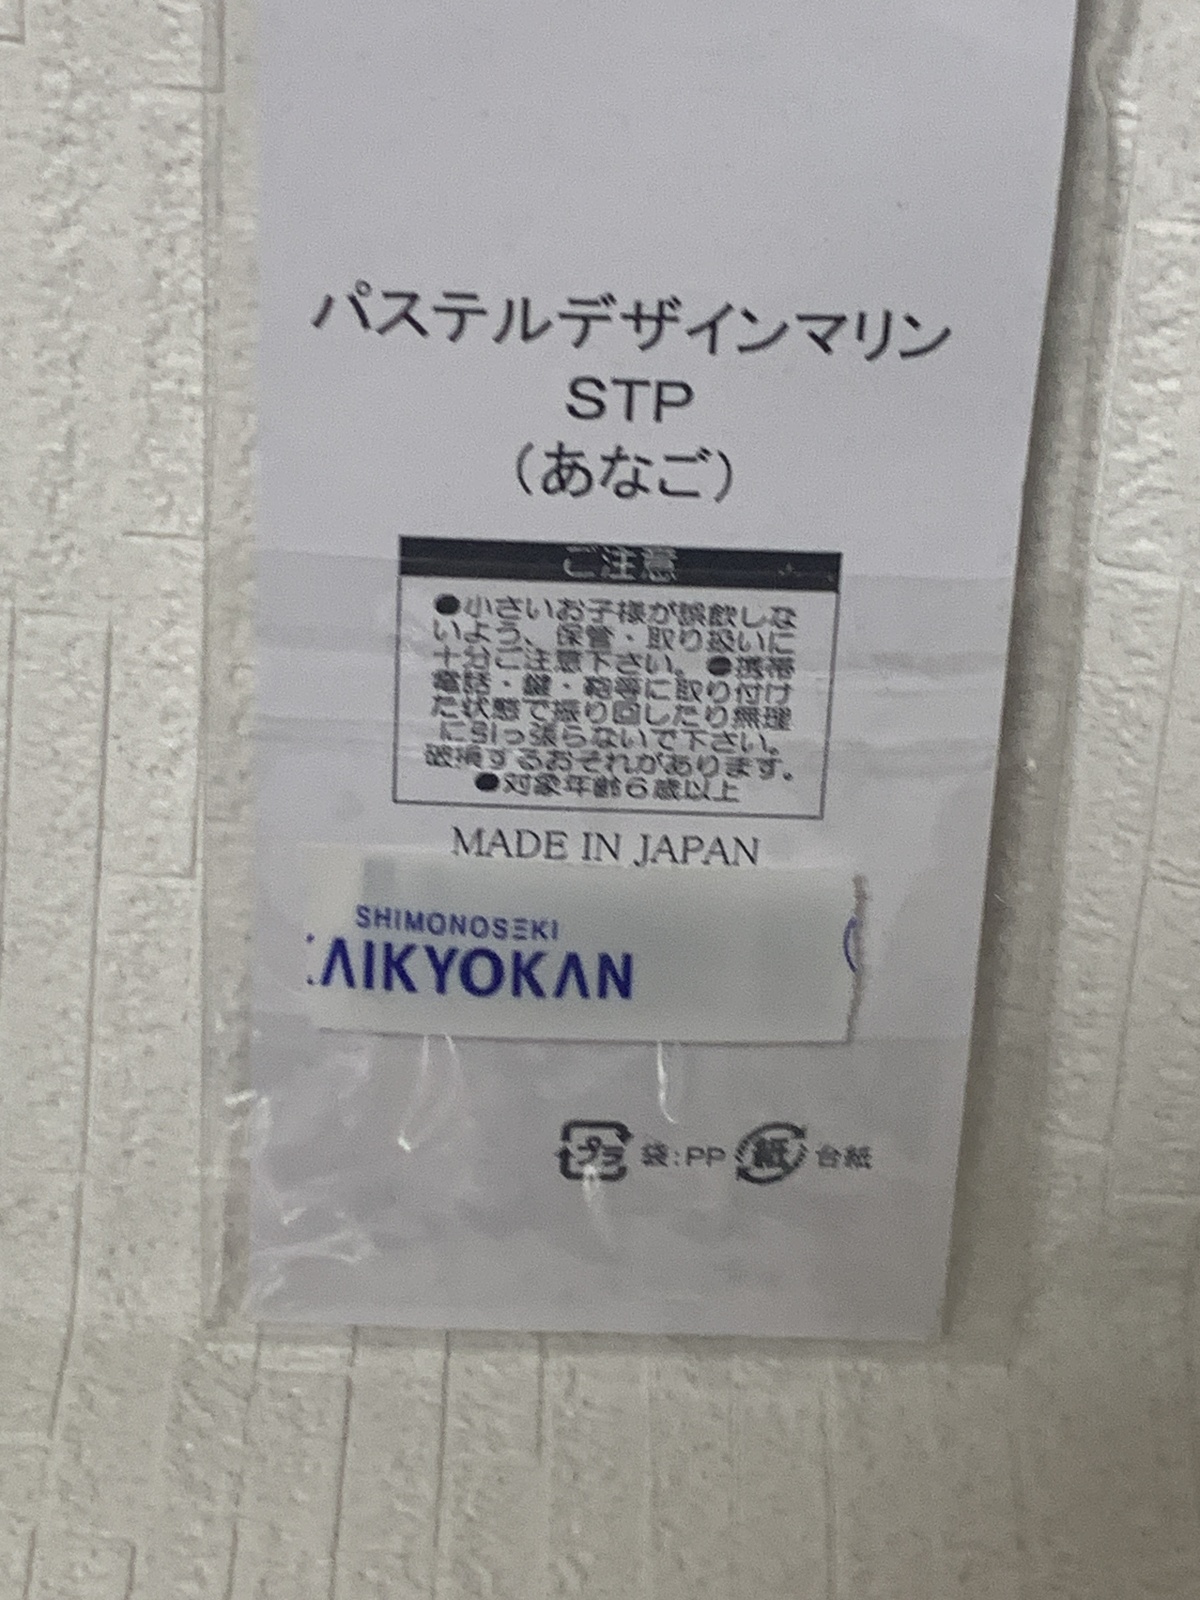 パステルデザインマリン
STP
（あなご）
ご注意
●小さいお子様が誤飲しな
いよう、保管・取り扱いに
十分ご注意下さい。●携帯
電話・鍵・鞄等に取り付け
た状態で振り回したり無理
に引っ張らないで下さい。
破損するおそれがあります。
●対象年齢6歳以上
MADE IN JAPAN
SHIMONOSEKI
AIKYOKAN
プラ 袋:PP 紙 台紙